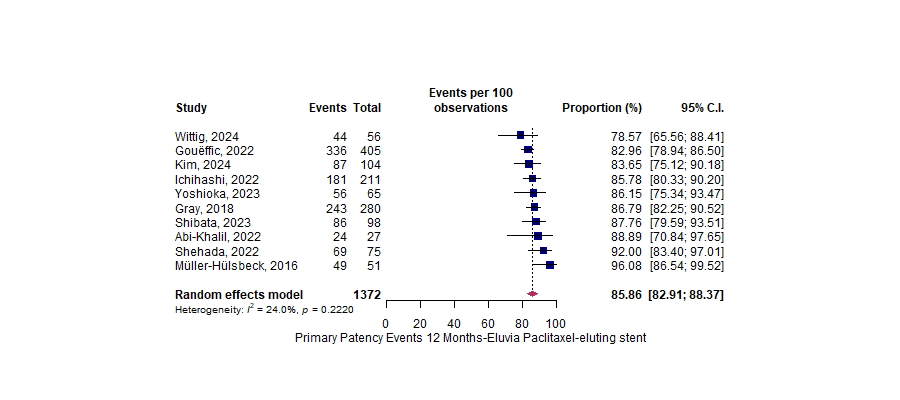 Events per 100
Study Events Total observations Proportion (%) 95% C.I.
Wittig, 2024 44 56 78.57 [65.56; 88.41]
Gouëffic, 2022 336 405 82.96 [78.94; 86.50]
Kim, 2024 87 104 83.65 [75.12; 90.18]
Ichihashi, 2022 181 211 85.78 [80.33; 90.20]
Yoshioka, 2023 56 65 86.15 [75.34; 93.47]
Gray, 2018 243 280 86.79 [82.25; 90.52]
Shibata, 2023 86 98 87.76 [79.59; 93.51]
Abi-Khalil, 2022 24 27 88.89 [70.84; 97.65]
Shehada, 2022 69 75 92.00 [83.40; 97.01]
Müller-Hülsbeck, 2016 49 51 96.08 [86.54; 99.52]
Random effects model 1372 85.86 [82.91; 88.37]
Heterogeneity: I² = 24.0%, p = 0.2220
0 20 40 60 80 100
Primary Patency Events 12 Months-Eluvia Paclitaxel-eluting stent